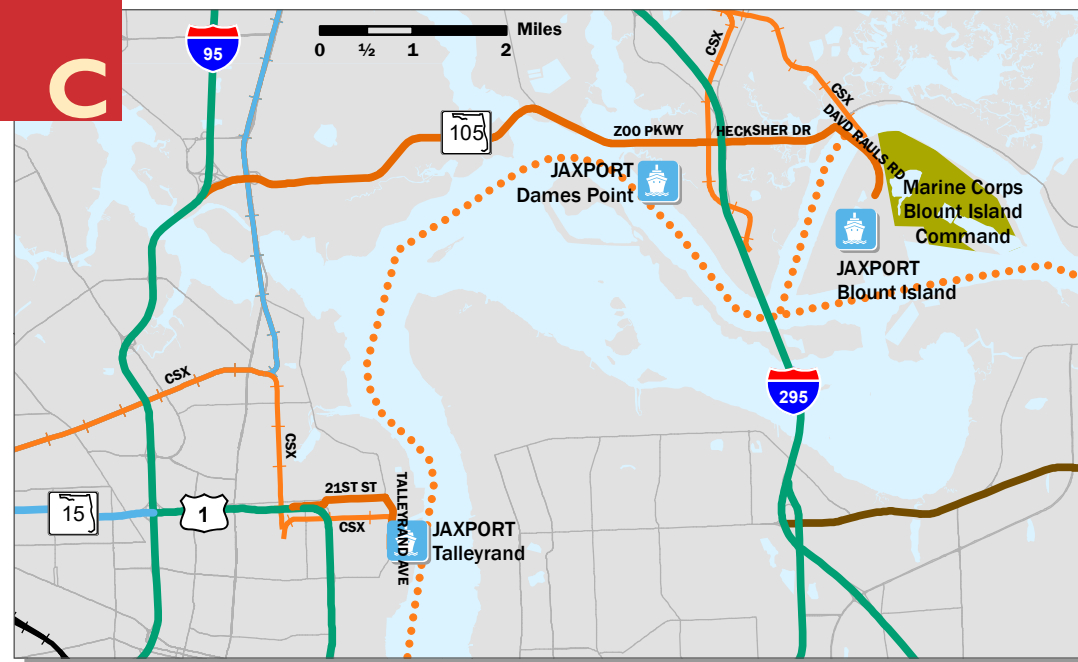 C
95
0 ½ 1 2 Miles
CSX
CSX
105
ZOO PKWY
HECKSHER DR
DAVD RAULS RD
JAXPORT
Dames Point
Marine Corps
Blount Island
Command
JAXPORT
Blount Island
CSX
295
CSX
21ST ST
TALLEYRAND AVE
15
1
CSX
JAXPORT
Talleyrand